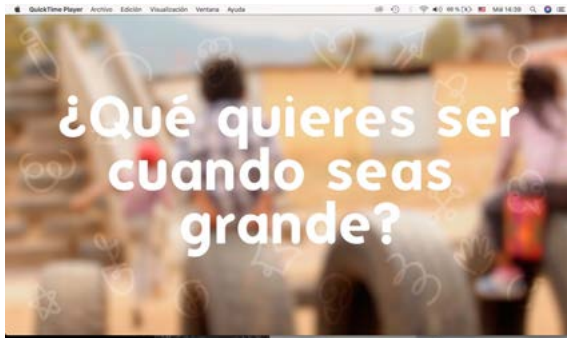 QuickTime Player Archivo Edición Visualización Ventana Ayuda
¿Qué quieres ser
cuando seas
grande?